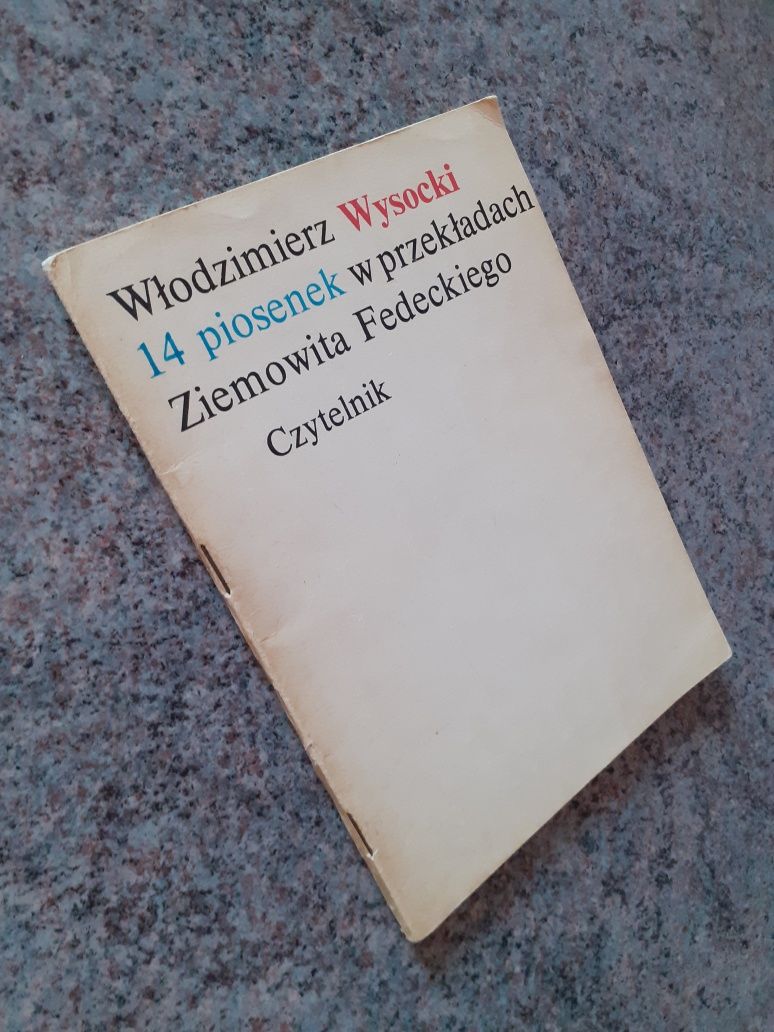 Włodzimierz Wysocki
14 piosenek w przekładach
Ziemowita Fedeckiego
Czytelnik